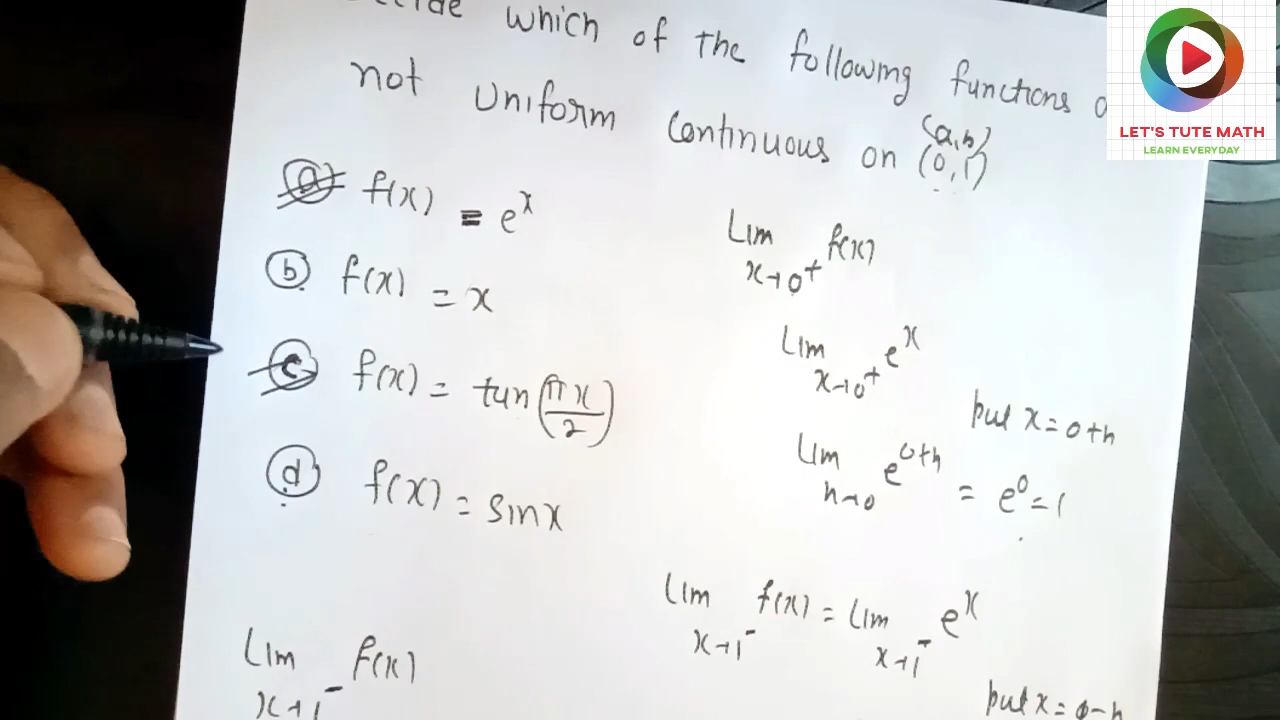 which of the following functions
not uniform continuous on (0,1)
(a,b)
(a) f(x) = e^x
(b) f(x) = x
(c) f(x) = tan(πx/2)
(d) f(x) = sinx
Lim x→0+ f(x)
Lim x→0+ e^x
put x=0+h
Lim h→0 e^0+h = e^0 = 1
Lim x→1- f(x) = Lim x→1- e^x
put x =
Lim x→1- f(x)
LET'S TUTE MATH
LEARN EVERYDAY